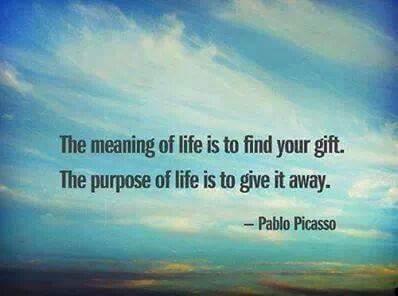 The meaning of life is to find your gift.
The purpose of life is to give it away.
– Pablo Picasso